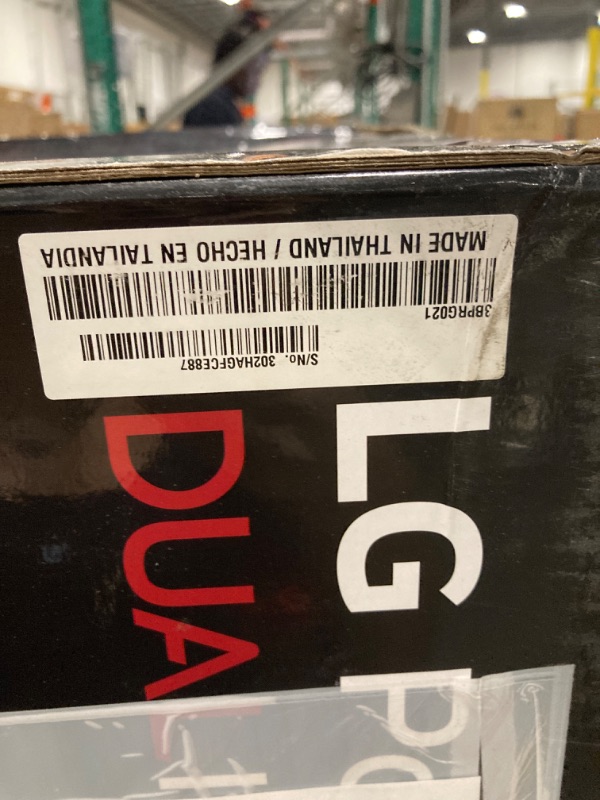 S/No. 302HAGFCE887
3BPRG021
MADE IN THAILAND / HECHO EN TAILANDIA
LG
DUA